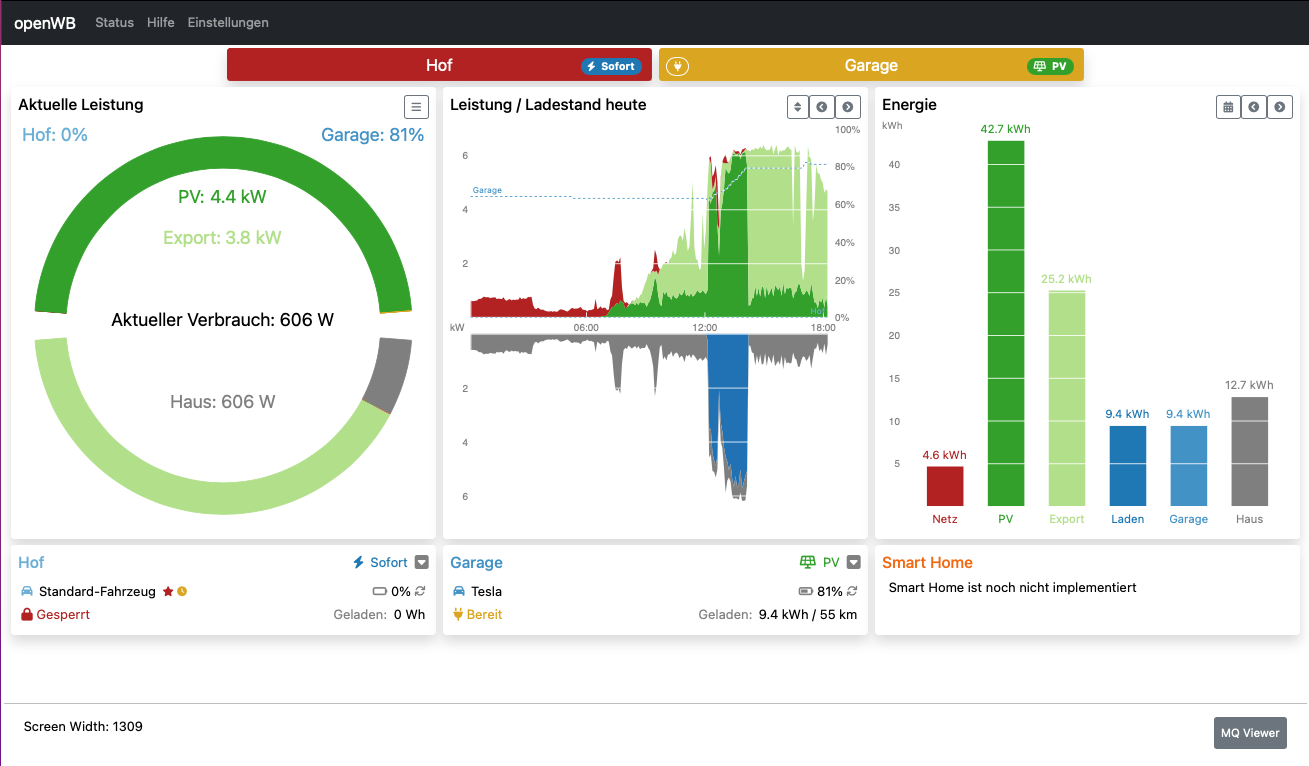 openWB Status Hilfe Einstellungen
Hof Sofort
Garage PV
Aktuelle Leistung
Hof: 0% Garage: 81%
PV: 4.4 kW
Export: 3.8 kW
Aktueller Verbrauch: 606 W
Haus: 606 W
Leistung / Ladestand heute
100%
6
80%
Garage
60%
4
40%
2
20%
Hof
0%
kW 06:00 12:00 18:00
2
4
6
Energie
kWh
42.7 kWh
40
35
30
25.2 kWh
25
20
15
12.7 kWh
10
9.4 kWh 9.4 kWh
5
4.6 kWh
Netz PV Export Laden Garage Haus
Hof Sofort
Standard-Fahrzeug 0%
Gesperrt Geladen: 0 Wh
Garage PV
Tesla 81%
Bereit Geladen: 9.4 kWh / 55 km
Smart Home
Smart Home ist noch nicht implementiert
Screen Width: 1309
MQ Viewer